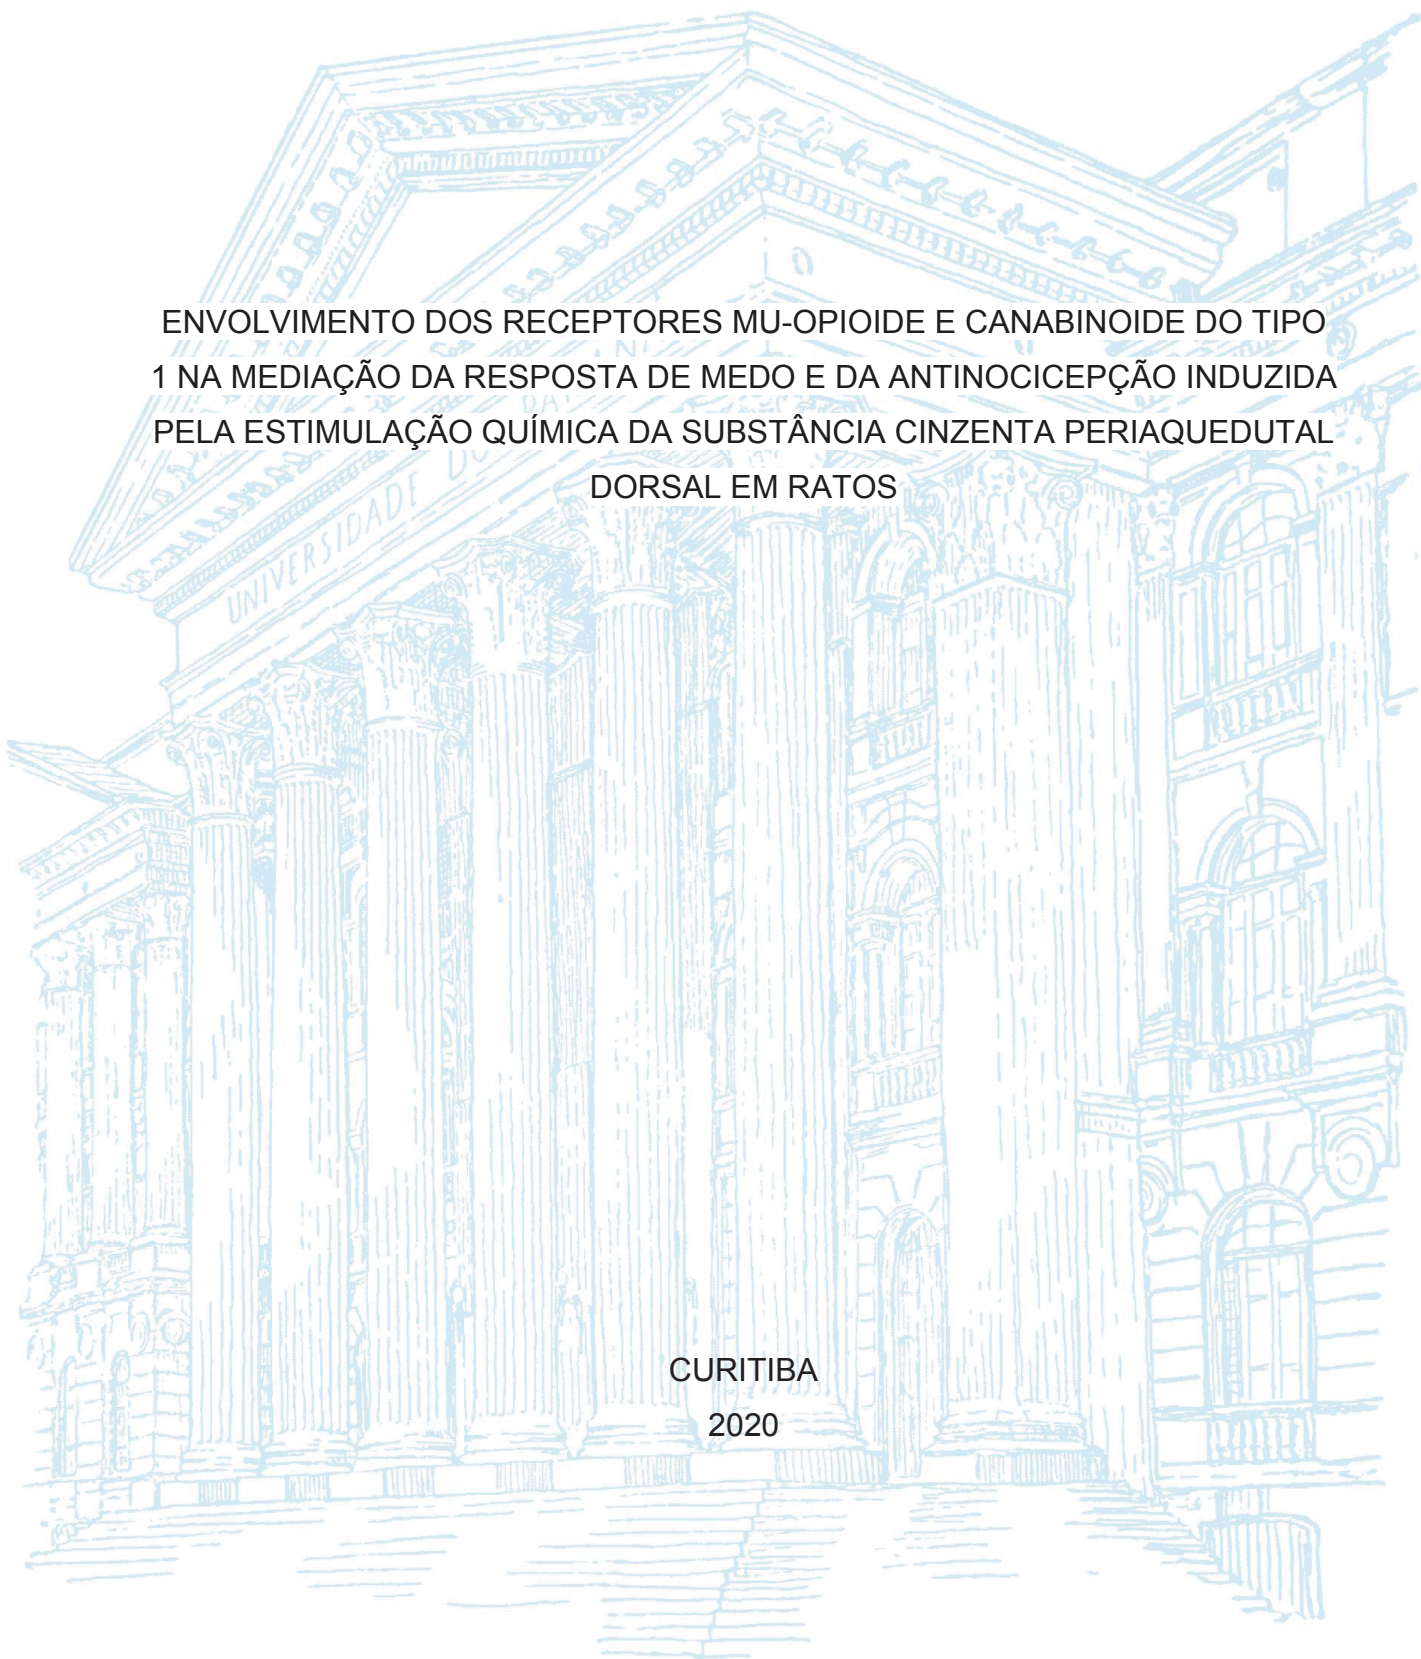 ENVOLVIMENTO DOS RECEPTORES MU-OPIOIDE E CANABINOIDE DO TIPO
1 NA MEDIAÇÃO DA RESPOSTA DE MEDO E DA ANTINOCICEPÇÃO INDUZIDA
PELA ESTIMULAÇÃO QUÍMICA DA SUBSTÂNCIA CINZENTA PERIAQUEDUTAL
DORSAL EM RATOS
UNIVERSIDADE
CURITIBA
2020